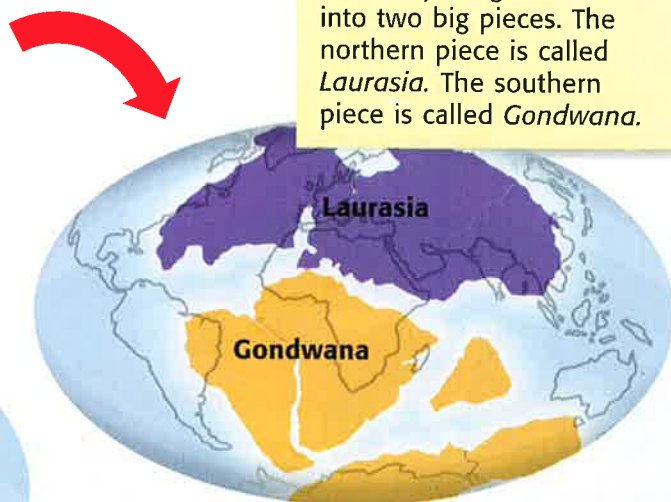 into two big pieces. The
northern piece is called
Laurasia. The southern
piece is called Gondwana.
Laurasia
Gondwana